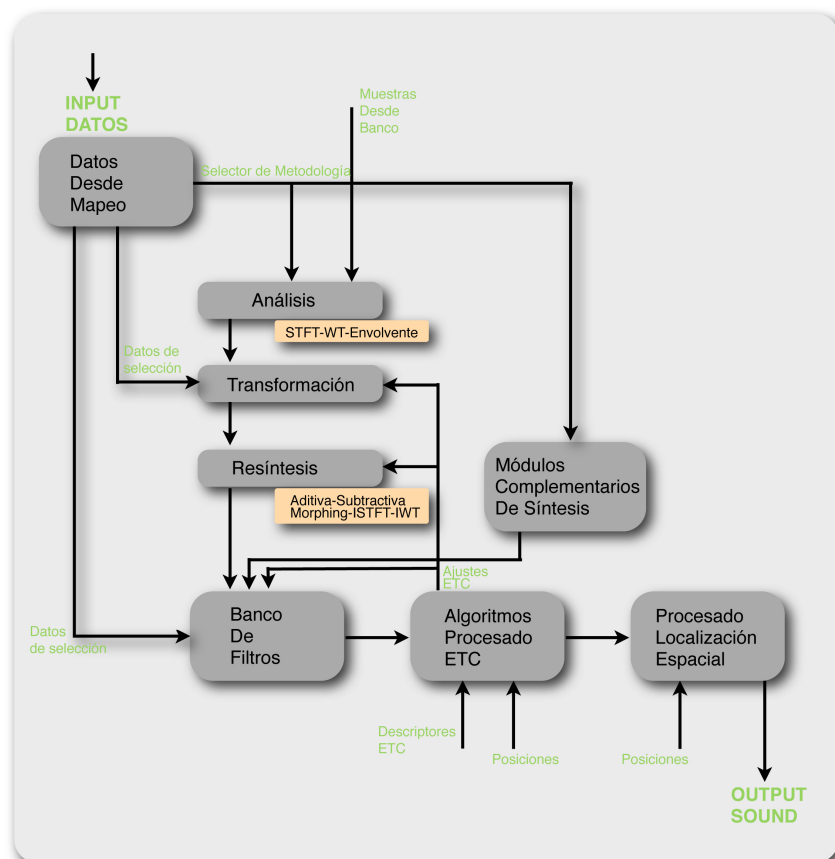 INPUT
DATOS
Muestras
Desde
Banco
Datos
Desde
Mapeo
Selector de Metodología
Análisis
STFT-WT-Envolvente
Datos de
selección
Transformación
Resíntesis
Aditiva-Subtractiva
Morphing-ISTFT-IWT
Módulos
Complementarios
De Síntesis
Ajustes
ETC
Banco
De
Filtros
Algoritmos
Procesado
ETC
Procesado
Localización
Espacial
Datos
de selección
Descriptores
ETC
Posiciones
Posiciones
OUTPUT
SOUND